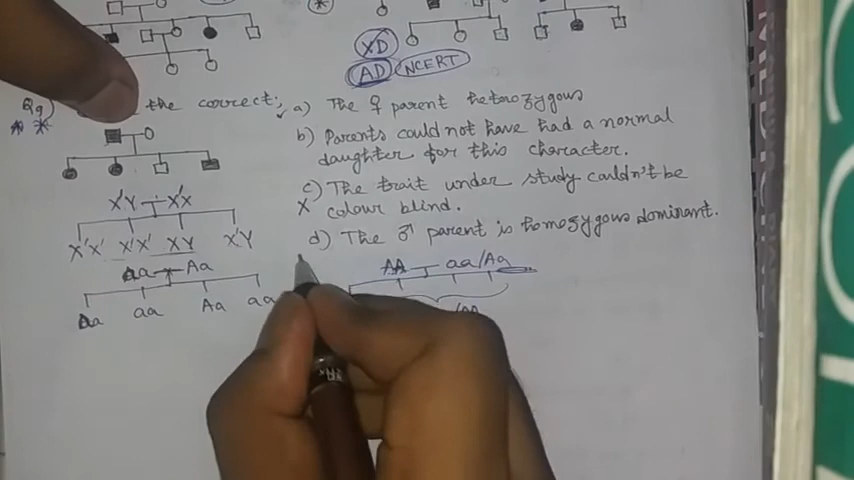 XD
AD NCERT
Q9) the correct:
a) The ♀ parent heterozygous
b) Parents could not have had a normal
daughter for this character.
c) The trait under study couldn't be
X colour blind.
d) The ♂ parent is homozygous dominant.
X'Y X'X
X'X' X'X' XY X'Y
Aa Aa
Aa aa Aa aa
AA aa/Aa